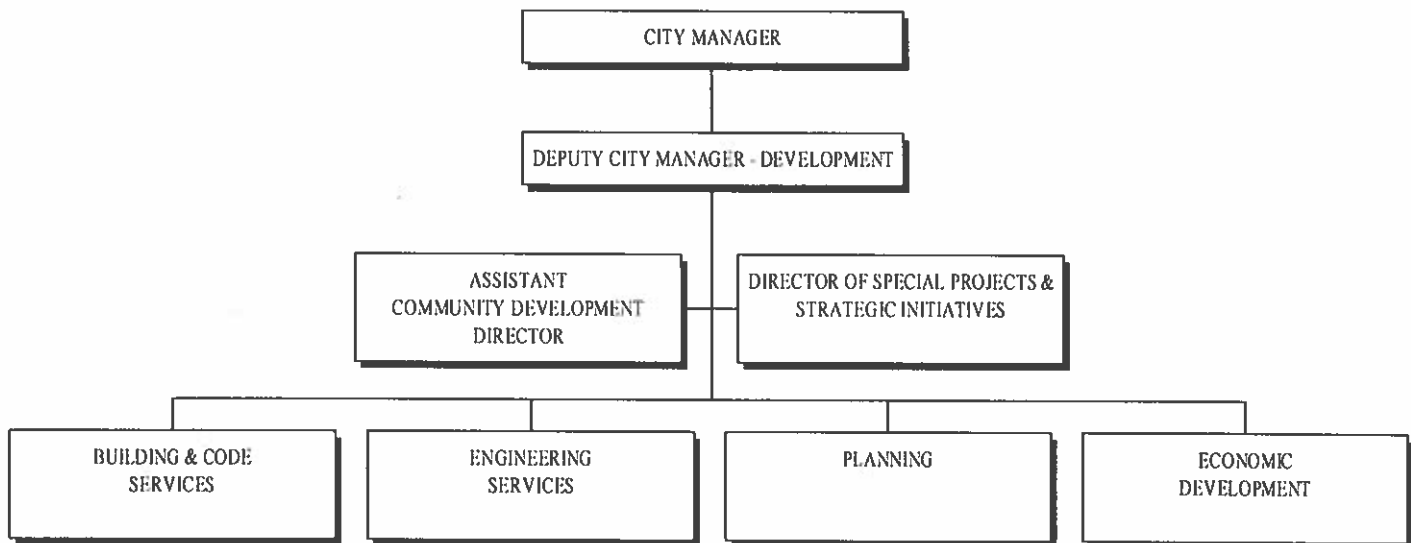 CITY MANAGER
DEPUTY CITY MANAGER - DEVELOPMENT
ASSISTANT
COMMUNITY DEVELOPMENT
DIRECTOR
DIRECTOR OF SPECIAL PROJECTS &
STRATEGIC INITIATIVES
BUILDING & CODE
SERVICES
ENGINEERING
SERVICES
PLANNING
ECONOMIC
DEVELOPMENT